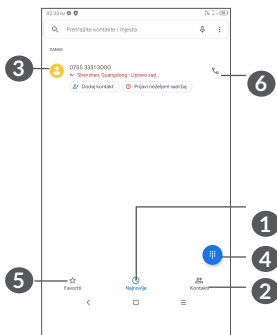 02:33 PM
Pretražite kontakte i mjesta
DANAS
3
0755 3331 3000
Shenzhen, Guangdong • Upravo sad
6
Dodaj kontakt
Prijavi neželjeni sadržaj
1
4
5
Favoriti
Najnovije
Kontakti
2